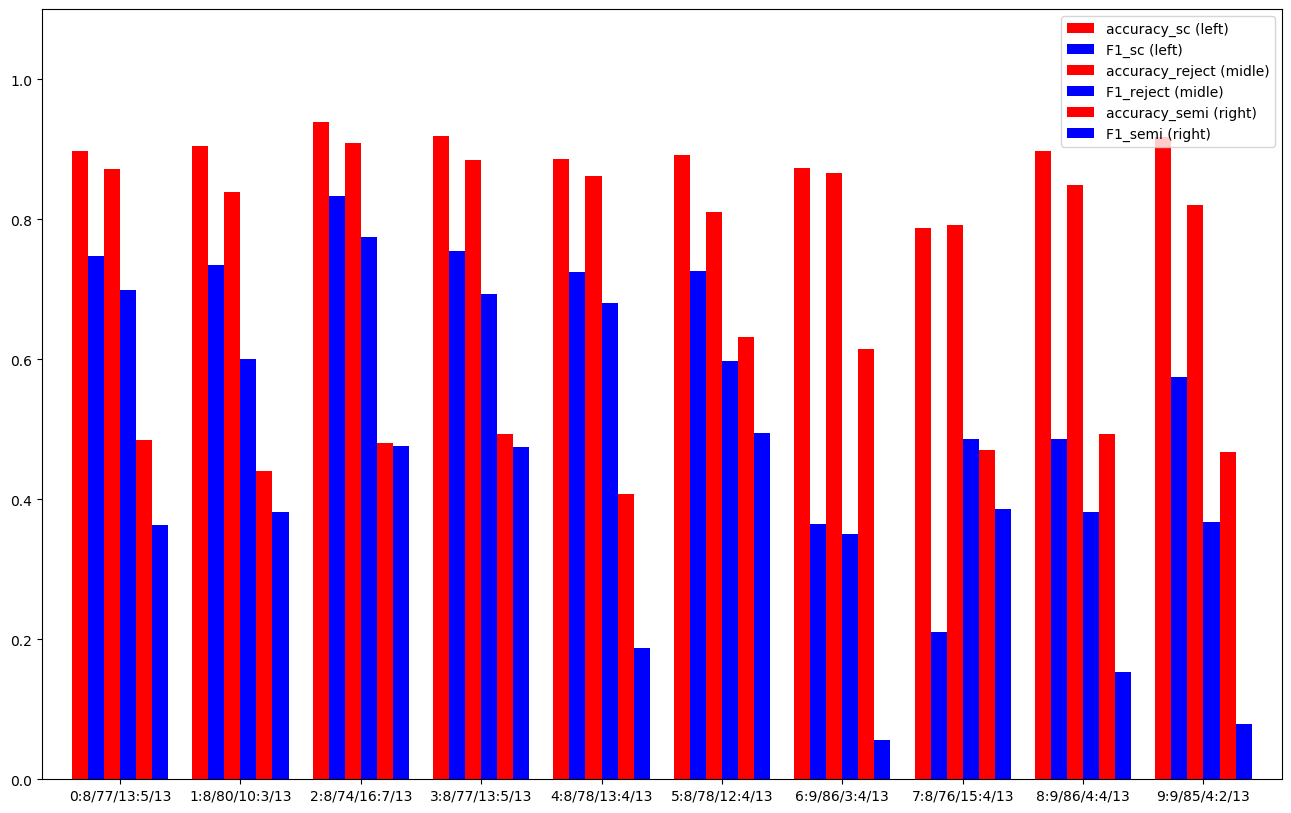 accuracy_sc (left)
F1_sc (left)
accuracy_reject (midle)
F1_reject (midle)
accuracy_semi (right)
F1_semi (right)
1.0
0.8
0.6
0.4
0.2
0.0
0:8/77/13:5/13 1:8/80/10:3/13 2:8/74/16:7/13 3:8/77/13:5/13 4:8/78/13:4/13 5:8/78/12:4/13 6:9/86/3:4/13 7:8/76/15:4/13 8:9/86/4:4/13 9:9/85/4:2/13